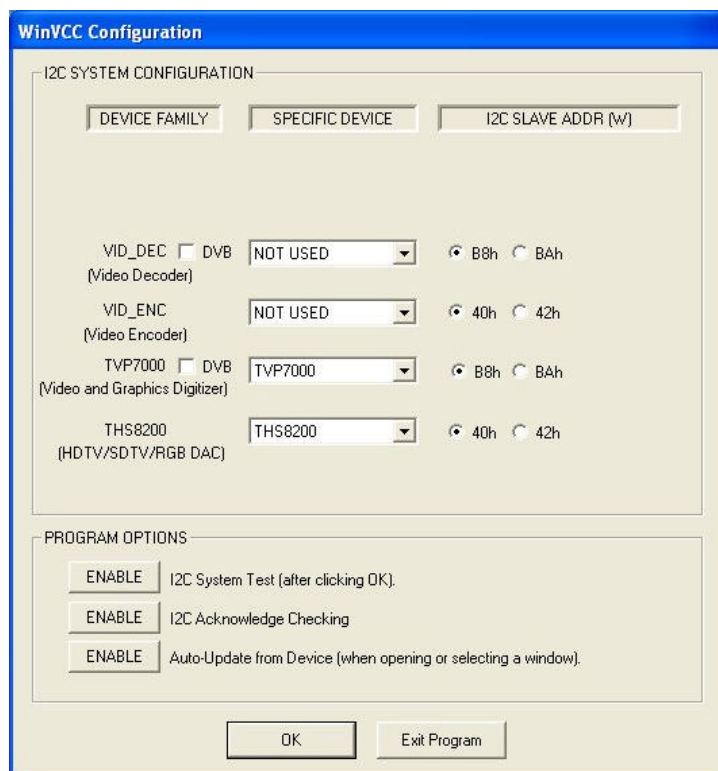 WinVCC Configuration
I2C SYSTEM CONFIGURATION
DEVICE FAMILY SPECIFIC DEVICE I2C SLAVE ADDR (W)
VID_DEC DVB NOT USED B8h BAh
(Video Decoder)
VID_ENC NOT USED 40h 42h
(Video Encoder)
TVP7000 DVB TVP7000 B8h BAh
(Video and Graphics Digitizer)
THS8200 THS8200 40h 42h
(HDTV/SDTV/RGB DAC)
PROGRAM OPTIONS
ENABLE I2C System Test (after clicking OK).
ENABLE I2C Acknowledge Checking
ENABLE Auto-Update from Device (when opening or selecting a window).
OK Exit Program